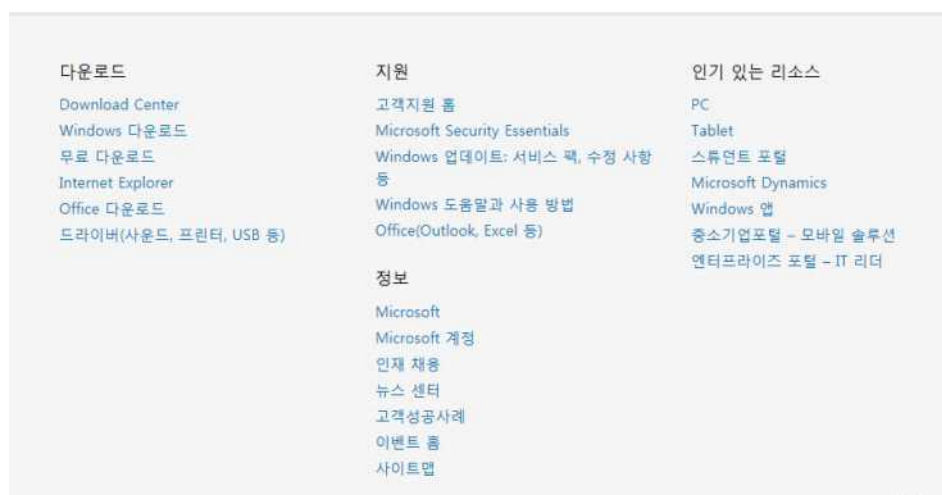 다운로드
Download Center
Windows 다운로드
무료 다운로드
Internet Explorer
Office 다운로드
드라이버(사운드, 프린터, USB 등)
지원
고객지원 홈
Microsoft Security Essentials
Windows 업데이트: 서비스 팩, 수정 사항
등
Windows 도움말과 사용 방법
Office(Outlook, Excel 등)
정보
Microsoft
Microsoft 계정
인재 채용
뉴스 센터
고객성공사례
이벤트 홈
사이트맵
인기 있는 리소스
PC
Tablet
스튜던트 포털
Microsoft Dynamics
Windows 앱
중소기업포털 – 모바일 솔루션
엔터프라이즈 포털 – IT 리더